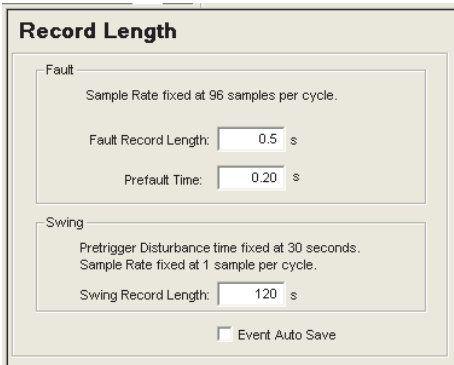 Record Length
Fault
Sample Rate fixed at 96 samples per cycle.
Fault Record Length: 0.5 s
Prefault Time: 0.20 s
Swing
Pretrigger Disturbance time fixed at 30 seconds.
Sample Rate fixed at 1 sample per cycle.
Swing Record Length: 120 s
Event Auto Save